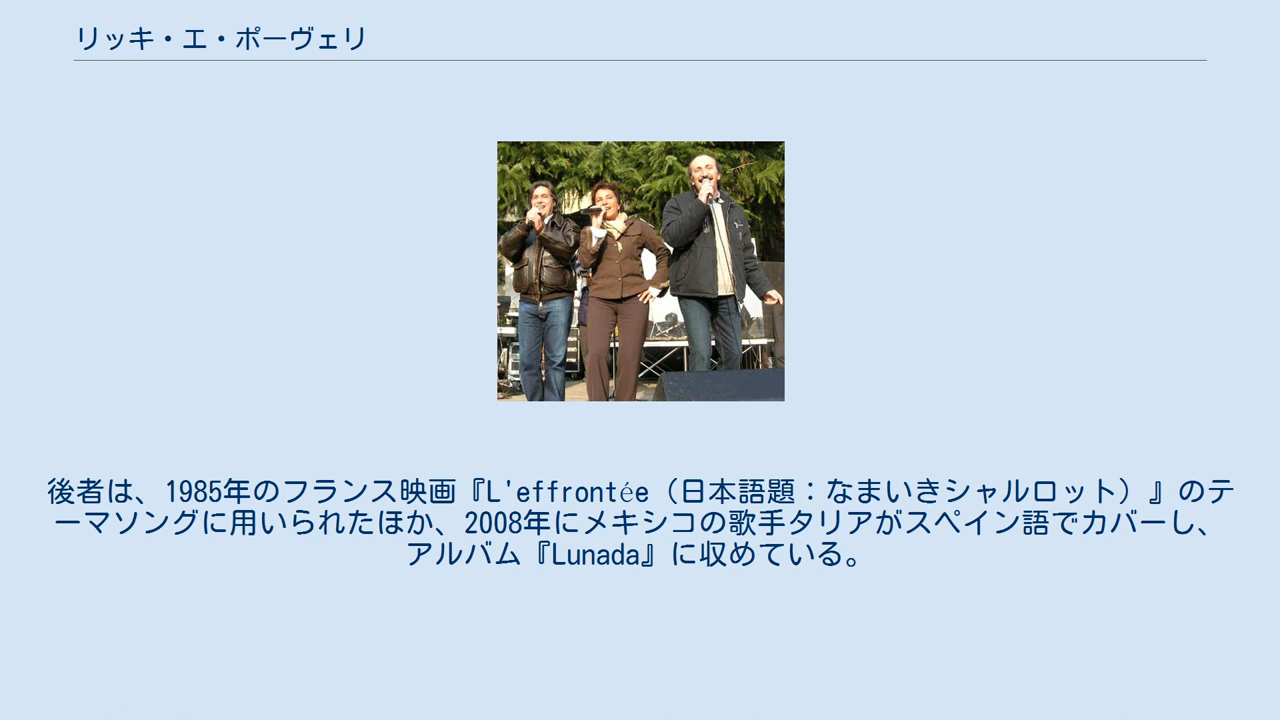 リッキ・エ・ポーヴェリ
後者は、1985年のフランス映画『L'effrontée（日本語題：なまいきシャルロット）』のテ
ーマソングに用いられたほか、2008年にメキシコの歌手タリアがスペイン語でカバーし、
アルバム『Lunada』に収めている。